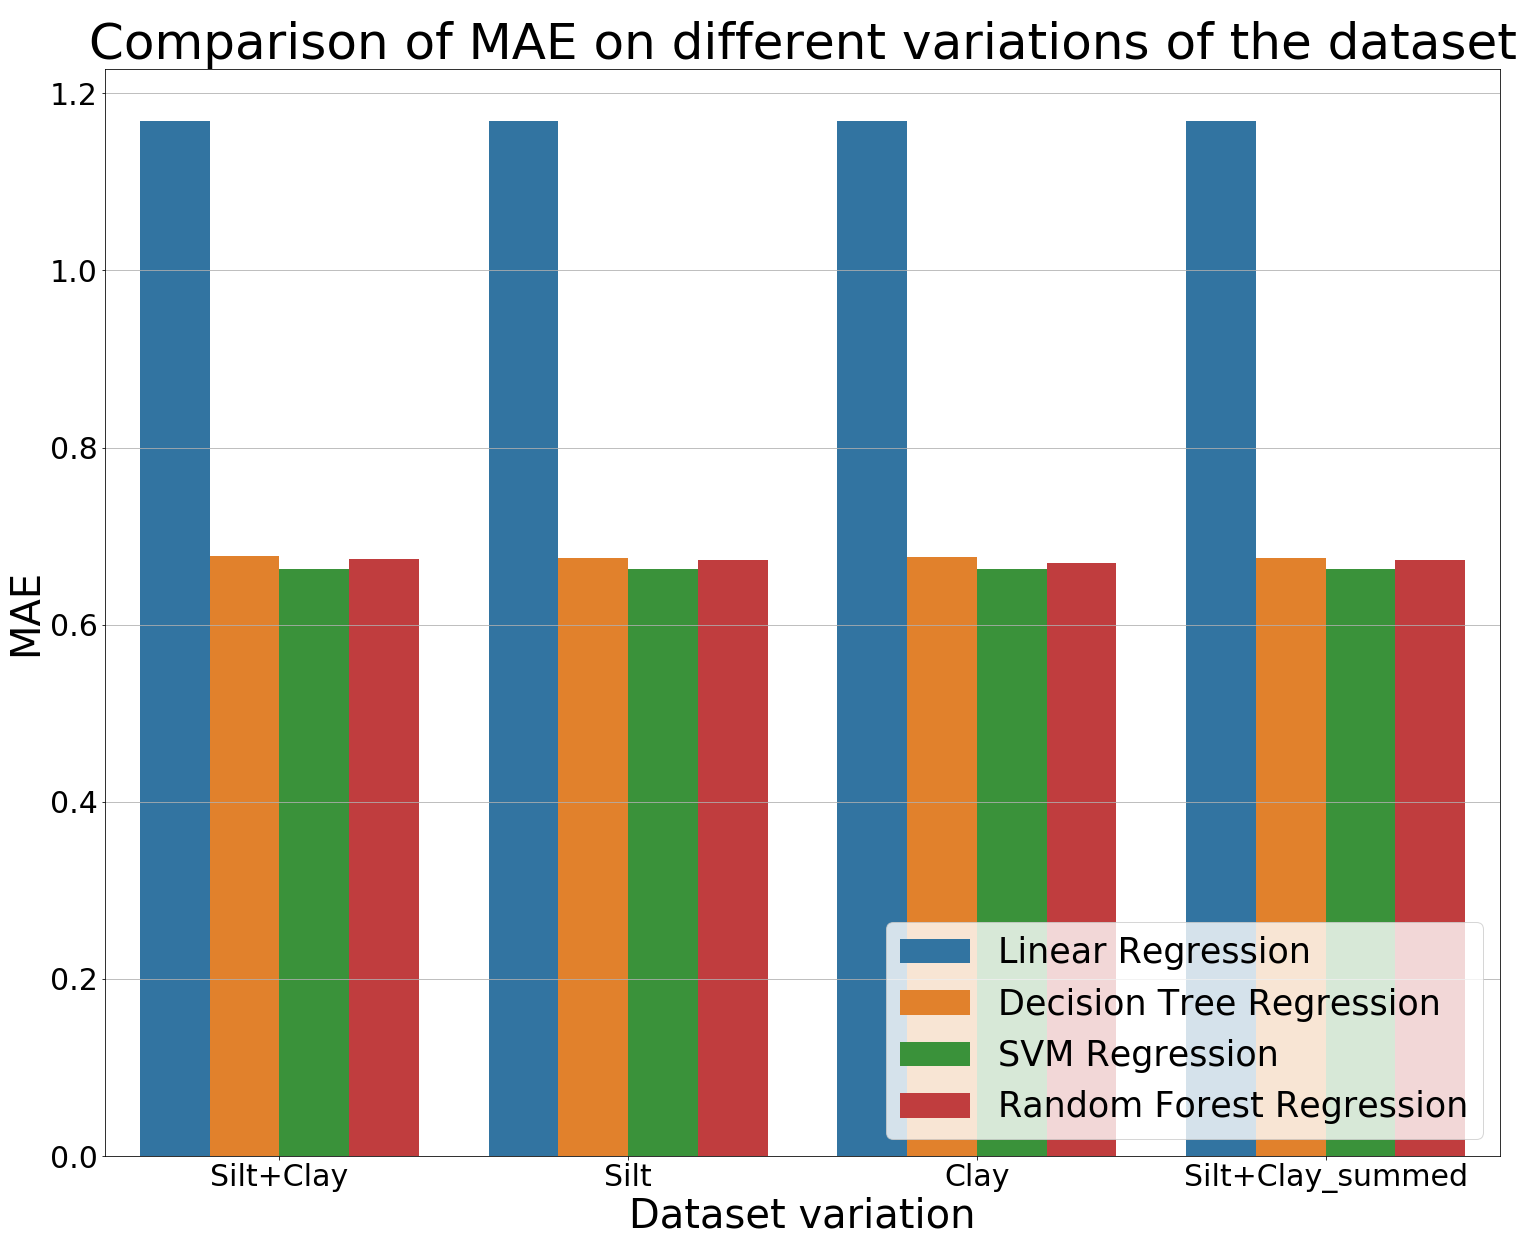 Comparison of MAE on different variations of the dataset
1.2
1.0
0.8
0.6
0.4
0.2
0.0
MAE
Silt+Clay
Silt
Clay
Silt+Clay_summed
Dataset variation
Linear Regression
Decision Tree Regression
SVM Regression
Random Forest Regression